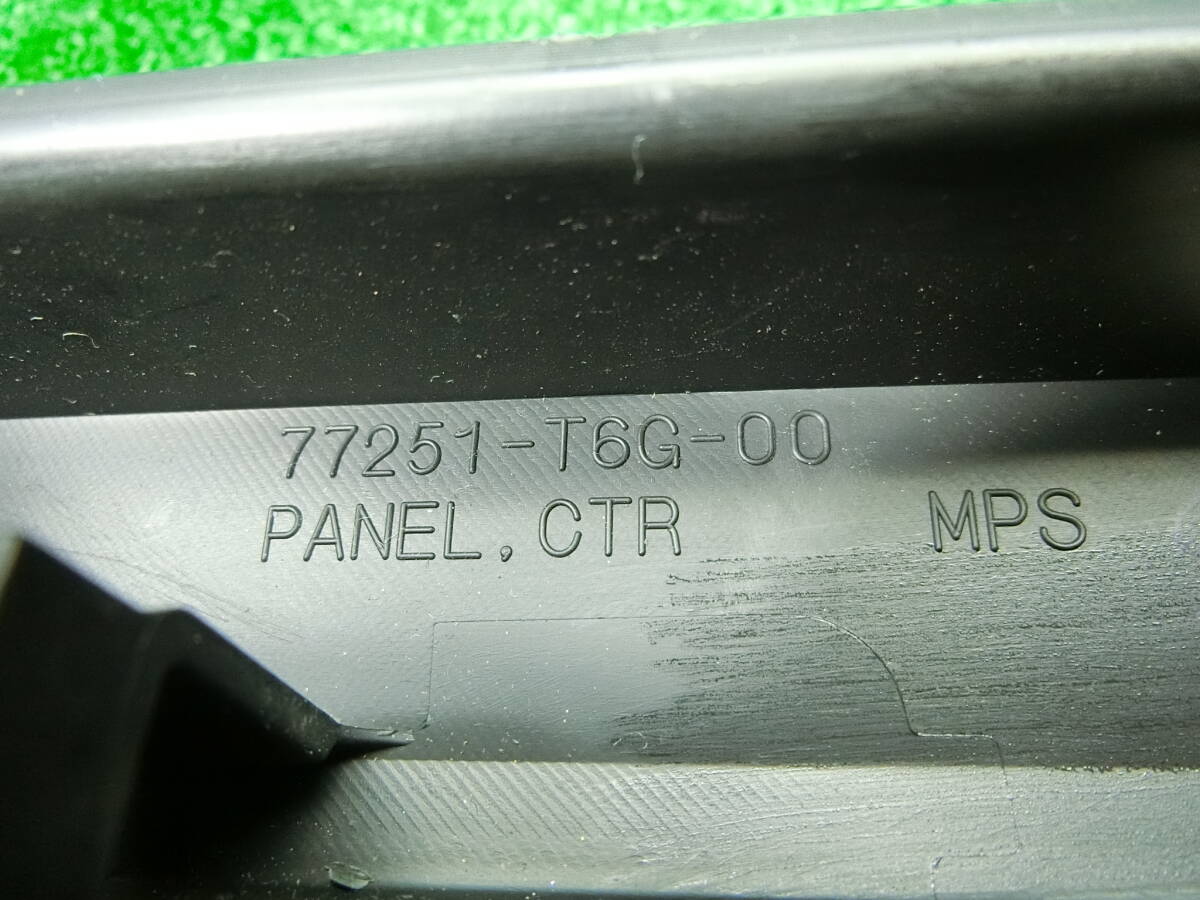 77251-T6G-00
PANEL, CTR MPS